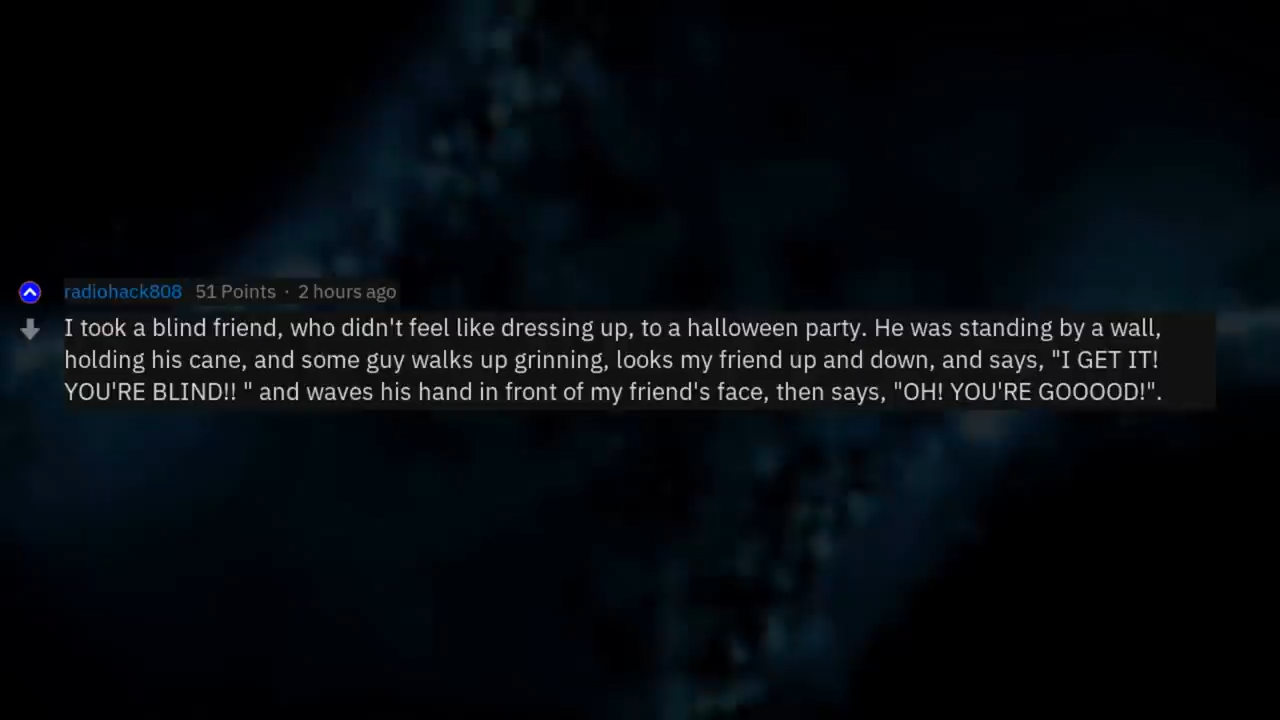 radiohack808 51 Points · 2 hours ago
I took a blind friend, who didn't feel like dressing up, to a halloween party. He was standing by a wall,
holding his cane, and some guy walks up grinning, looks my friend up and down, and says, "I GET IT!
YOU'RE BLIND!! " and waves his hand in front of my friend's face, then says, "OH! YOU'RE GOOOOD!".